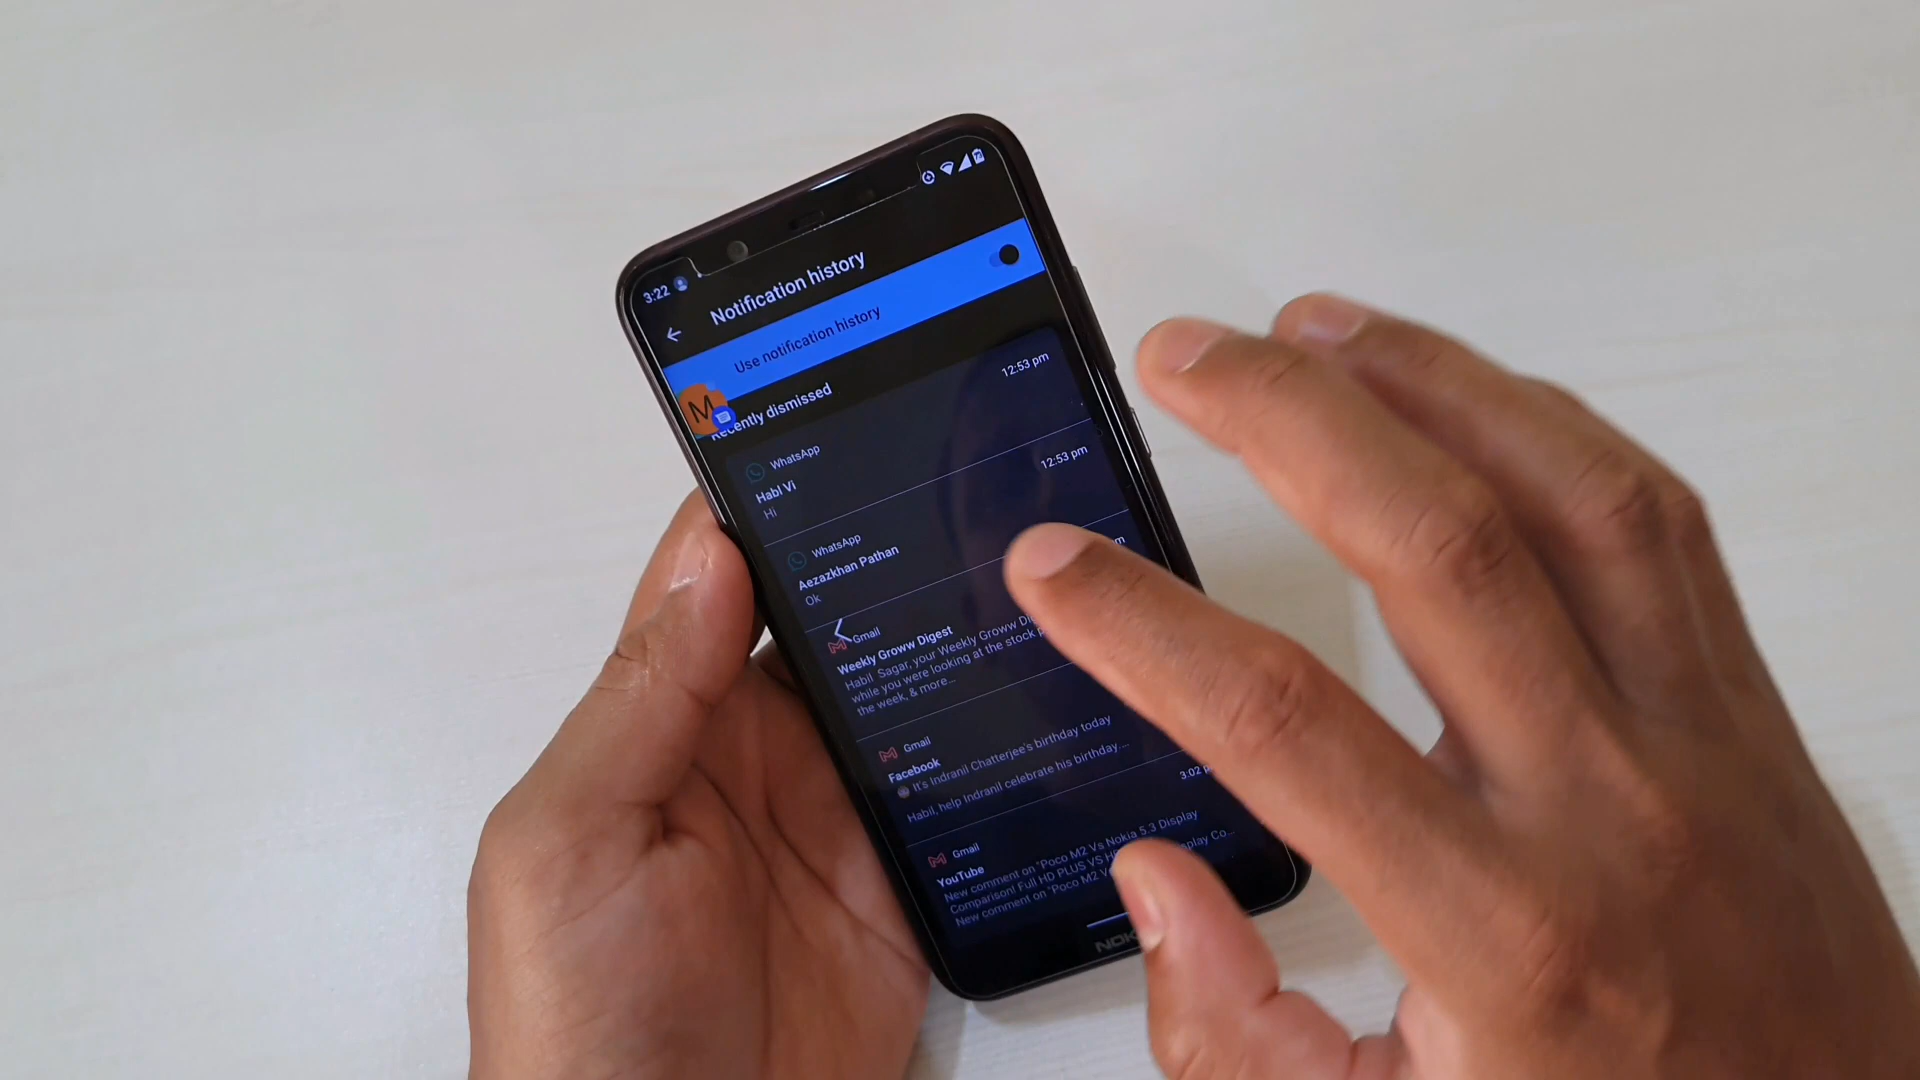 3:22
Notification history
Use notification history
M
Recently dismissed
12:53 pm
WhatsApp
Habl Vi
Hi
12:53 pm
WhatsApp
Aezazkhan Pathan
Ok
Gmail
Weekly Groww Digest
Habil Sagar, your Weekly Groww
while you were looking at the stock
the week, & more...
Gmail
Facebook
It's Indranil Chatterjee's birthday today
Habil, help Indranil celebrate his birthday....
3:02
Gmail
YouTube
New comment on "Poco M2 Vs Nokia 5.3 Display
Comparison! Full HD PLUS VS
New comment on "Poco M2 Display Co...